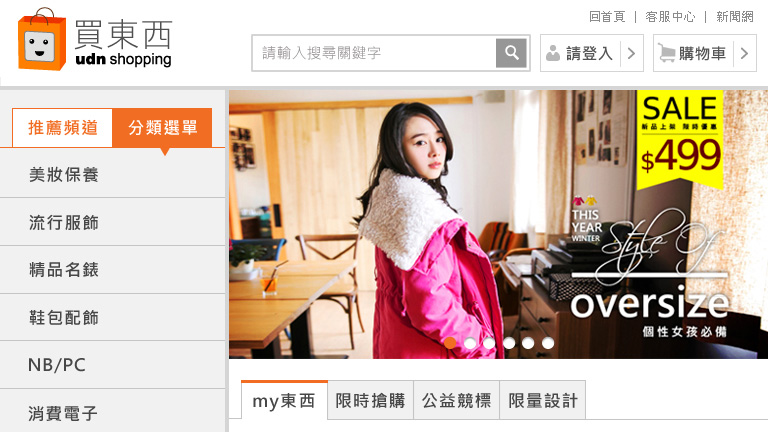 買東西
udn shopping
回首頁 | 客服中心 | 新聞網
請輸入搜尋關鍵字
請登入
購物車
推薦頻道
分類選單
美妝保養
流行服飾
精品名錶
鞋包配飾
NB/PC
消費電子
SALE
新品上架 限時優惠
$499
THIS
YEAR
WINTER
Style Of
oversize
個性女孩必備
my東西
限時搶購
公益競標
限量設計